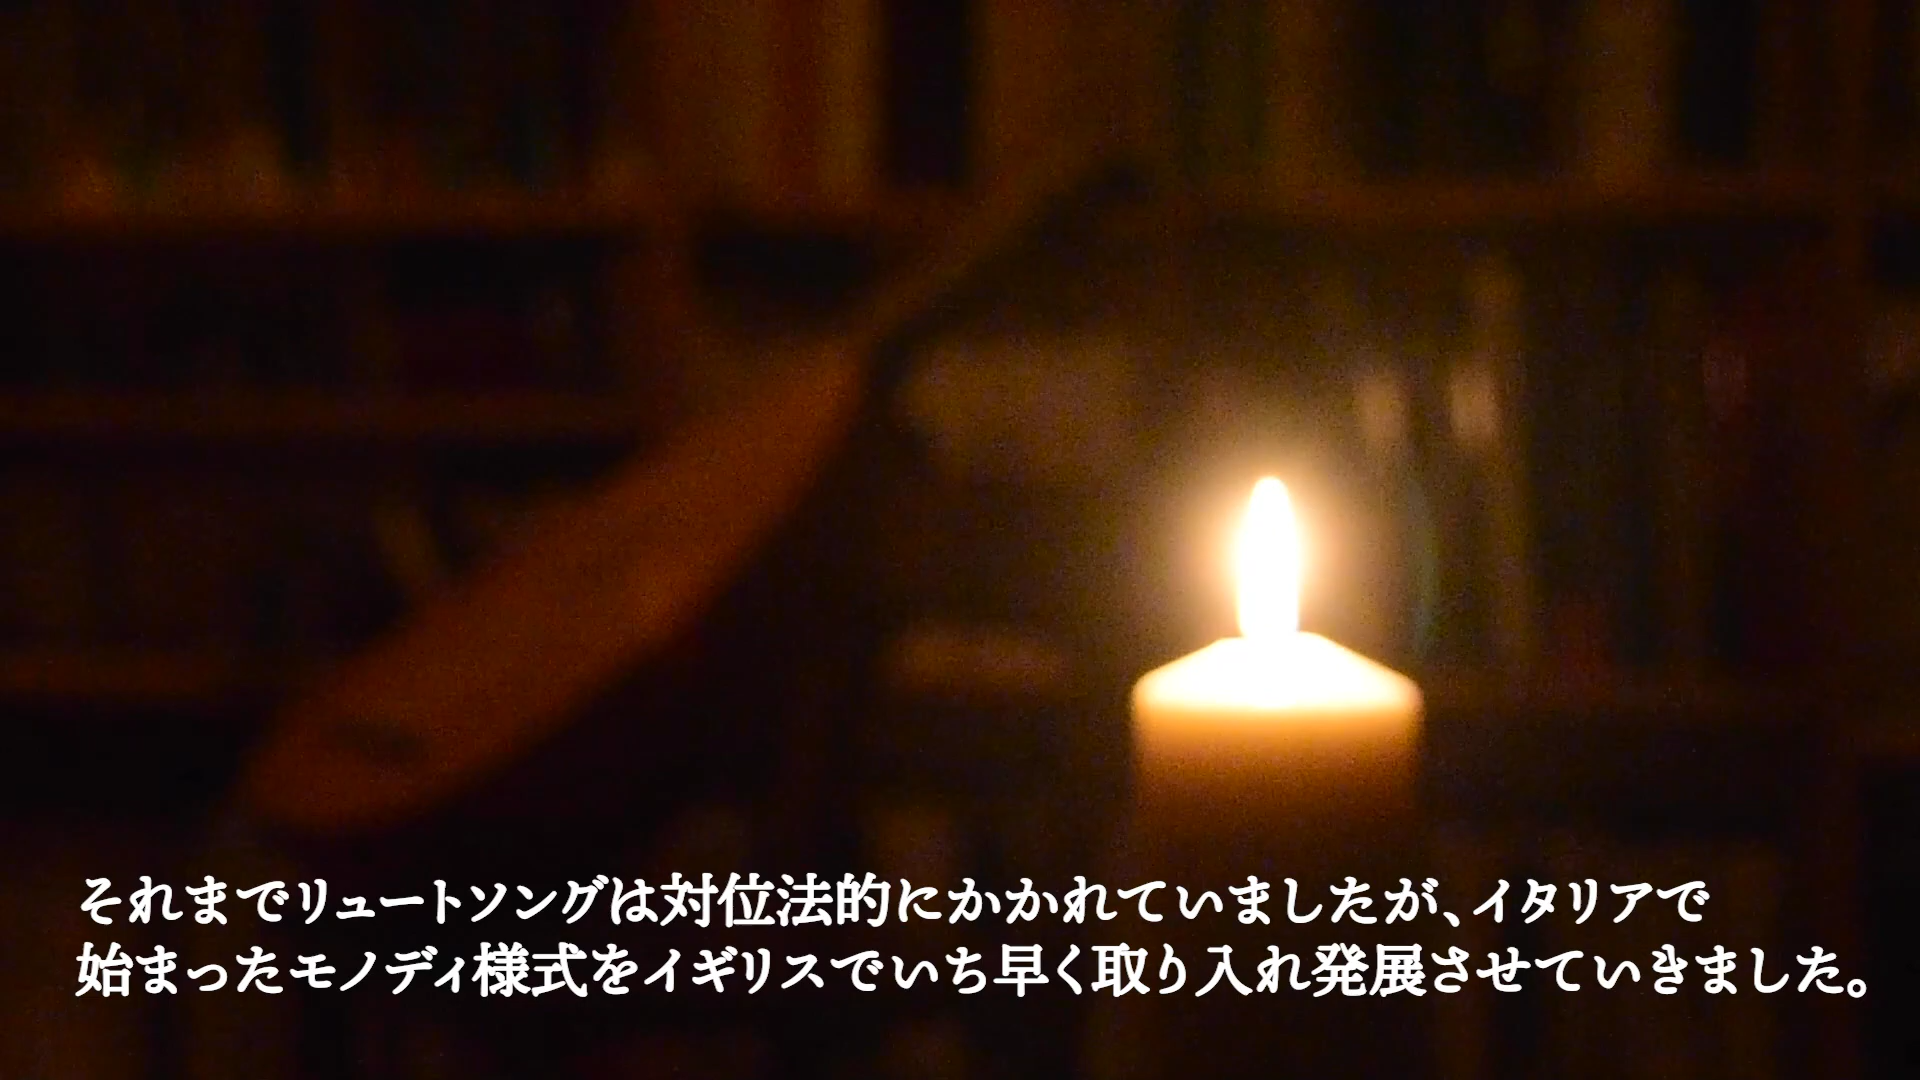 それまでリュートソングは対位法的にかかれていましたが、イタリアで
始まったモノディ様式をイギリスでいち早く取り入れ発展させていきました。